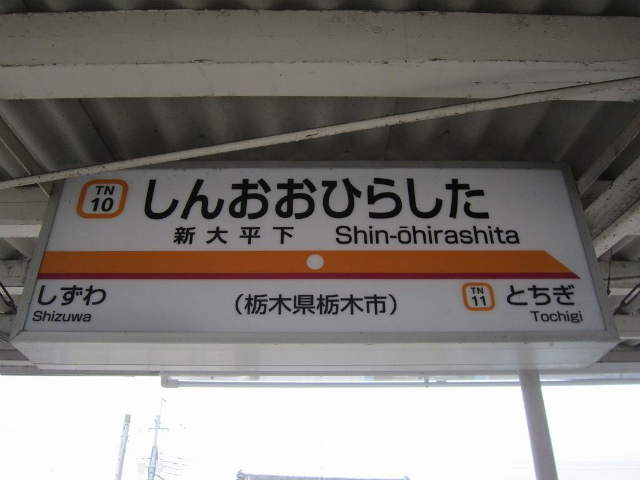 TN
10
しんおおひらした
新大平下 Shin-ōhirashita
しずわ
Shizuwa
(栃木県栃木市)
TN
11
とちぎ
Tochigi